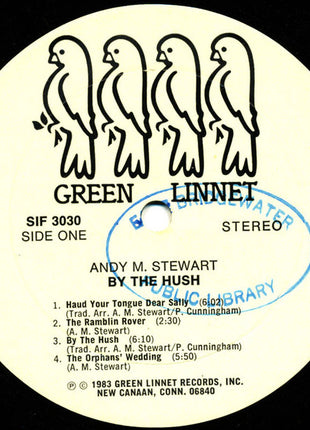 GREEN LINNET
SIF 3030
SIDE ONE
STEREO
BRIDGEWATER
PUBLIC LIBRARY
ANDY M. STEWART
BY THE HUSH
1. Haud Your Tongue Dear Sally (6:02)
(Trad. Arr. A. M. Stewart/P. Cunningham)
2. The Ramblin Rover (2:30)
(A. M. Stewart)
3. By The Hush (6:00)
(Trad. Arr. A. M. Stewart/P. Cunningham)
4. The Orphans' Wedding (5:50)
(A. M. Stewart)
℗ © 1983 GREEN LINNET RECORDS, INC.
NEW CANAAN, CONN. 06840